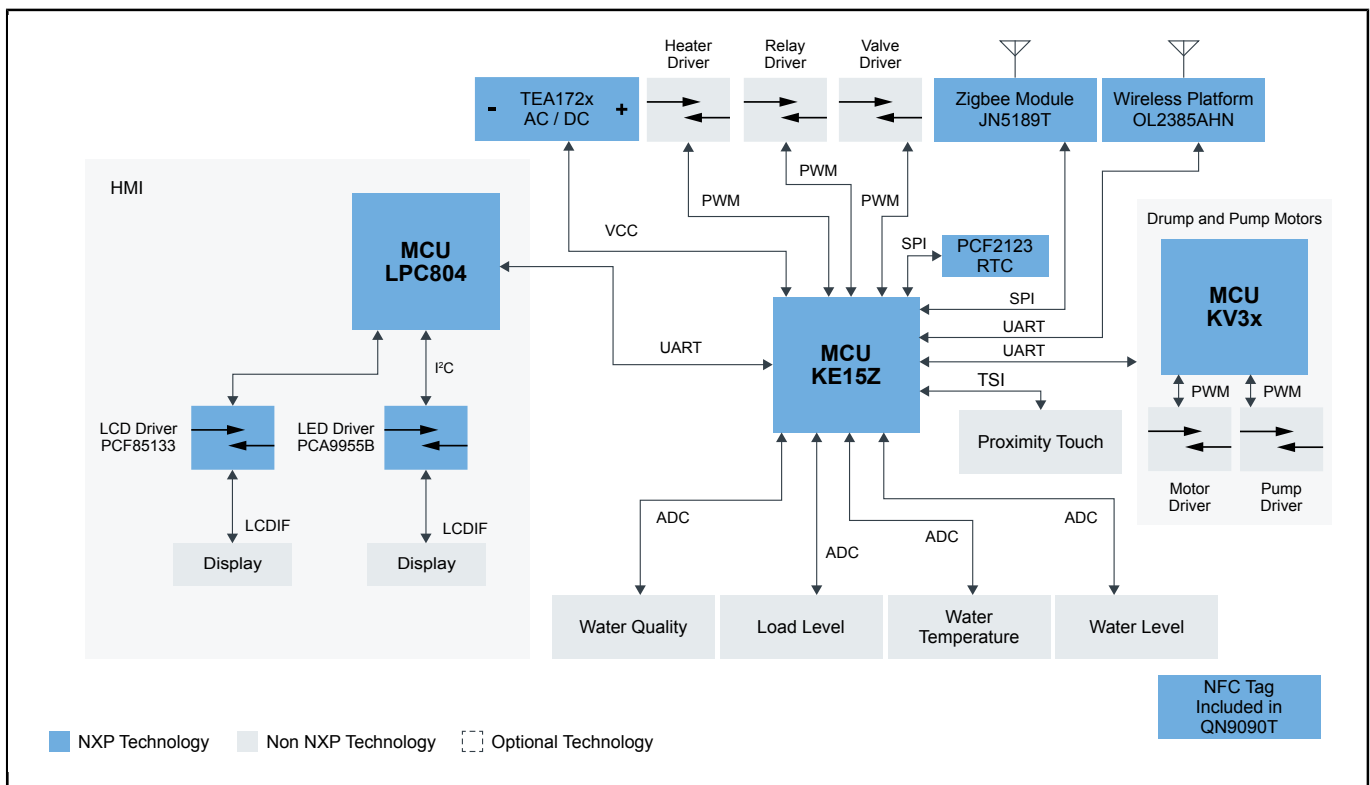 Heater
Driver
Relay
Driver
Valve
Driver
- TEA172x +
AC / DC
Zigbee Module
JN5189T
Wireless Platform
OL2385AHN
HMI
MCU
LPC804
VCC
PWM
PWM
PWM
SPI
PCF2123
RTC
Drump and Pump Motors
MCU
KV3x
SPI
UART
UART
UART
MCU
KE15Z
TSI
Proximity Touch
I²C
LCD Driver
PCF85133
LED Driver
PCA9955B
PWM
PWM
Motor
Driver
Pump
Driver
LCDIF
LCDIF
Display
Display
ADC
ADC
ADC
ADC
Water Quality
Load Level
Water
Temperature
Water Level
NFC Tag
Included in
QN9090T
NXP Technology
Non NXP Technology
Optional Technology